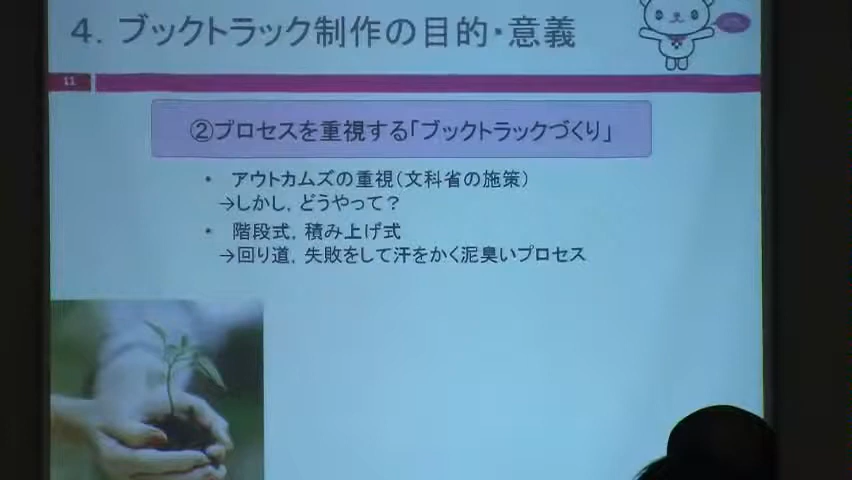 4. ブックトラック制作の目的・意義
11
②プロセスを重視する「ブックトラックづくり」
・ アウトカムズの重視(文科省の施策)
→しかし,どうやって？
・ 階段式,積み上げ式
→回り道,失敗をして汗をかく泥臭いプロセス